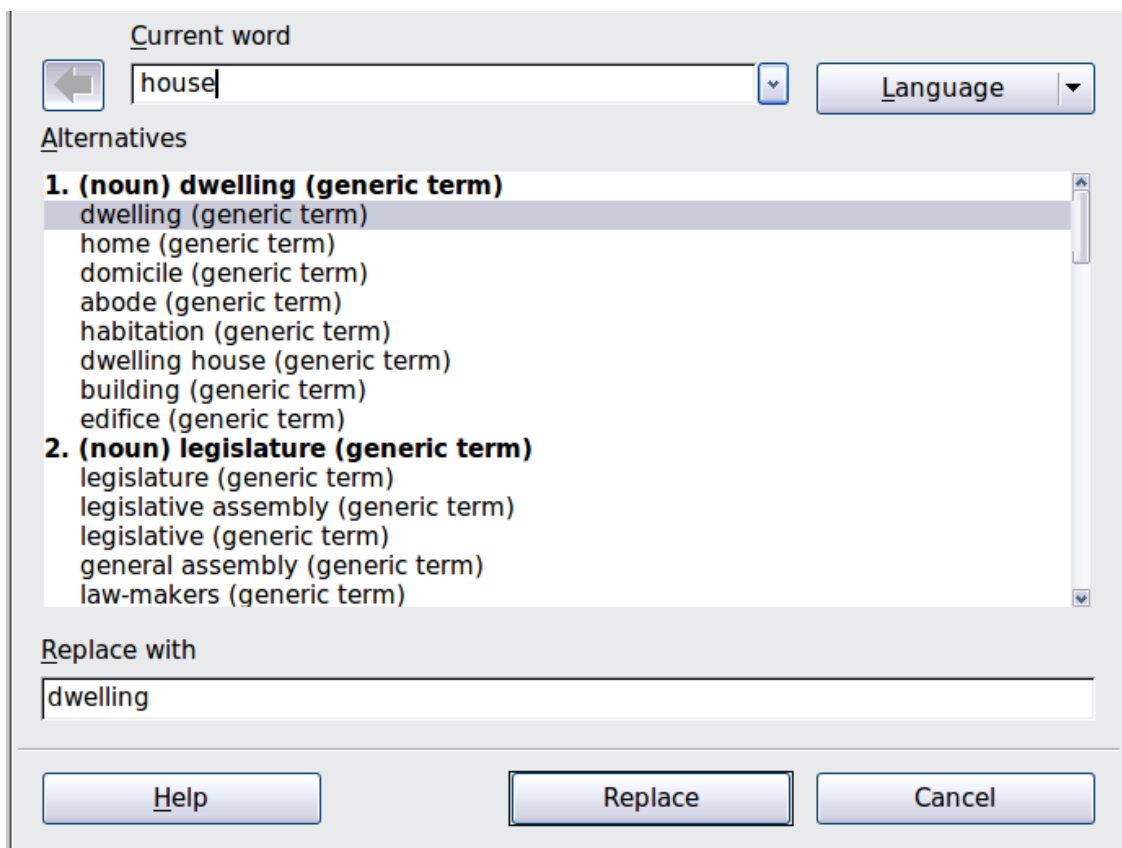 Current word
house
Language
Alternatives
1. (noun) dwelling (generic term)
dwelling (generic term)
home (generic term)
domicile (generic term)
abode (generic term)
habitation (generic term)
dwelling house (generic term)
building (generic term)
edifice (generic term)
2. (noun) legislature (generic term)
legislature (generic term)
legislative assembly (generic term)
legislative (generic term)
general assembly (generic term)
law-makers (generic term)
Replace with
dwelling
Help
Replace
Cancel